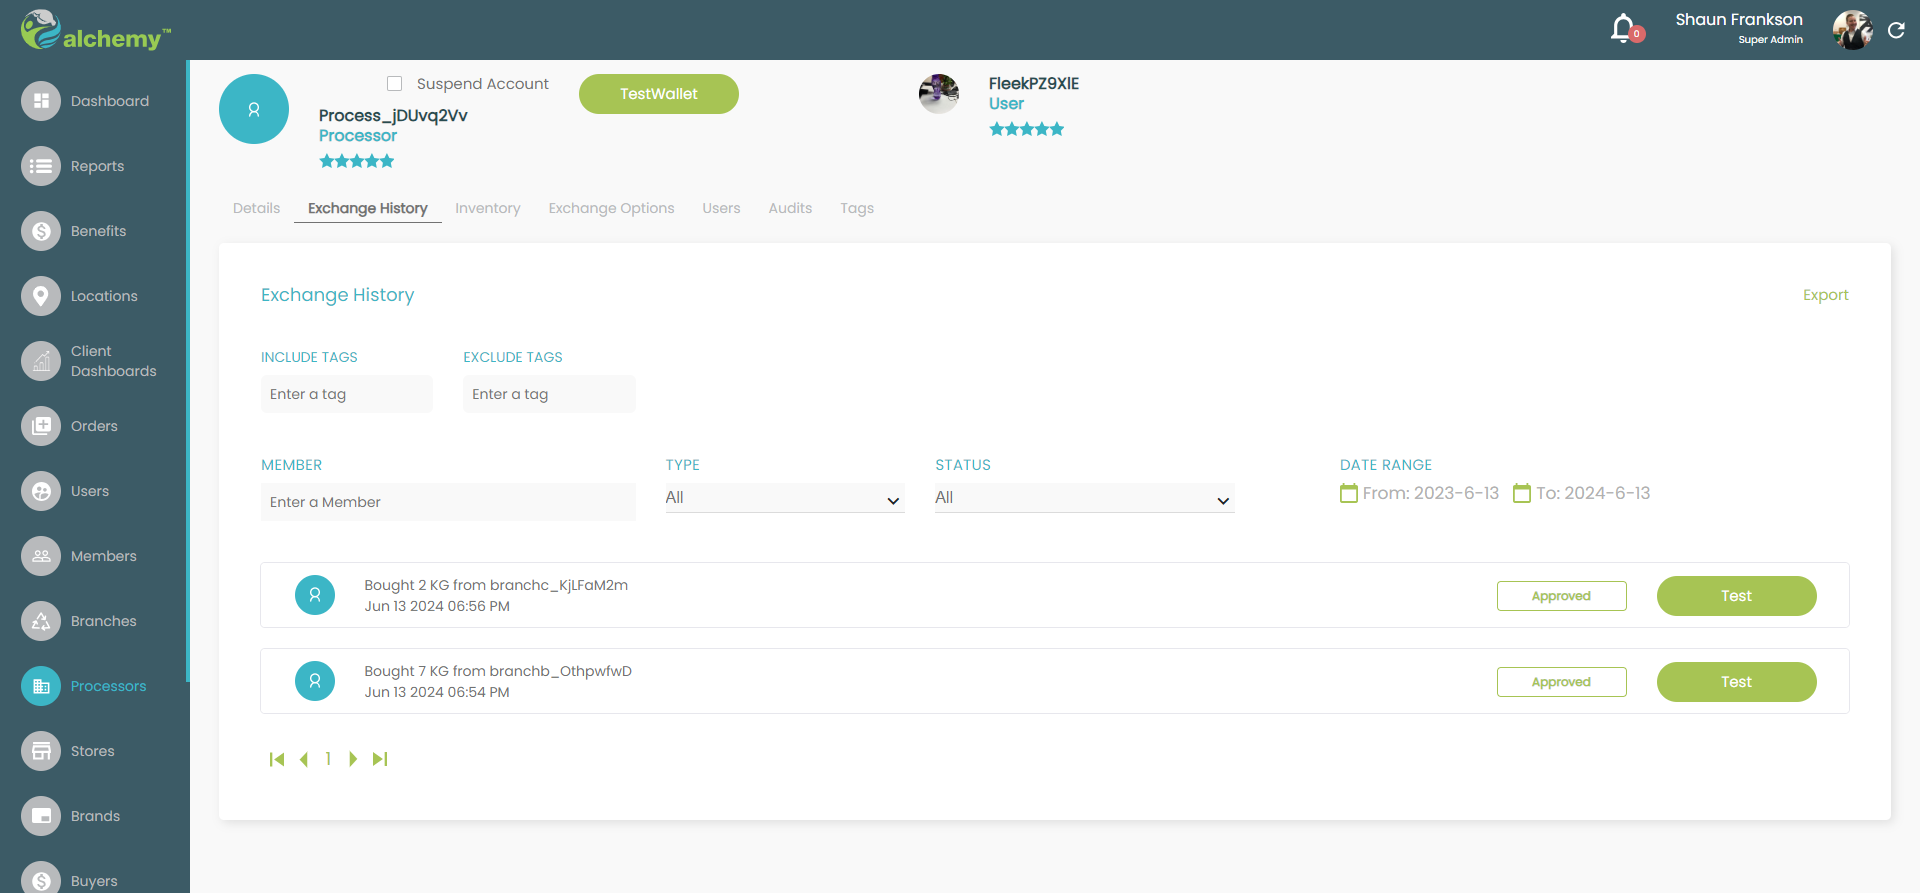 alchemy™
0
Shaun Frankson
Super Admin
Dashboard
Reports
Benefits
Locations
Client
Dashboards
Orders
Users
Members
Branches
Processors
Stores
Brands
Buyers
Suspend Account
TestWallet
Process_jDUvq2Vv
Processor
FleekPZ9XlE
User
Details
Exchange History
Inventory
Exchange Options
Users
Audits
Tags
Exchange History
Export
INCLUDE TAGS
EXCLUDE TAGS
Enter a tag
Enter a tag
MEMBER
TYPE
STATUS
DATE RANGE
Enter a Member
All
All
From: 2023-6-13
To: 2024-6-13
Bought 2 KG from branchc_KjLFaM2m
Jun 13 2024 06:56 PM
Approved
Test
Bought 7 KG from branchb_OthpwfwD
Jun 13 2024 06:54 PM
Approved
Test
1